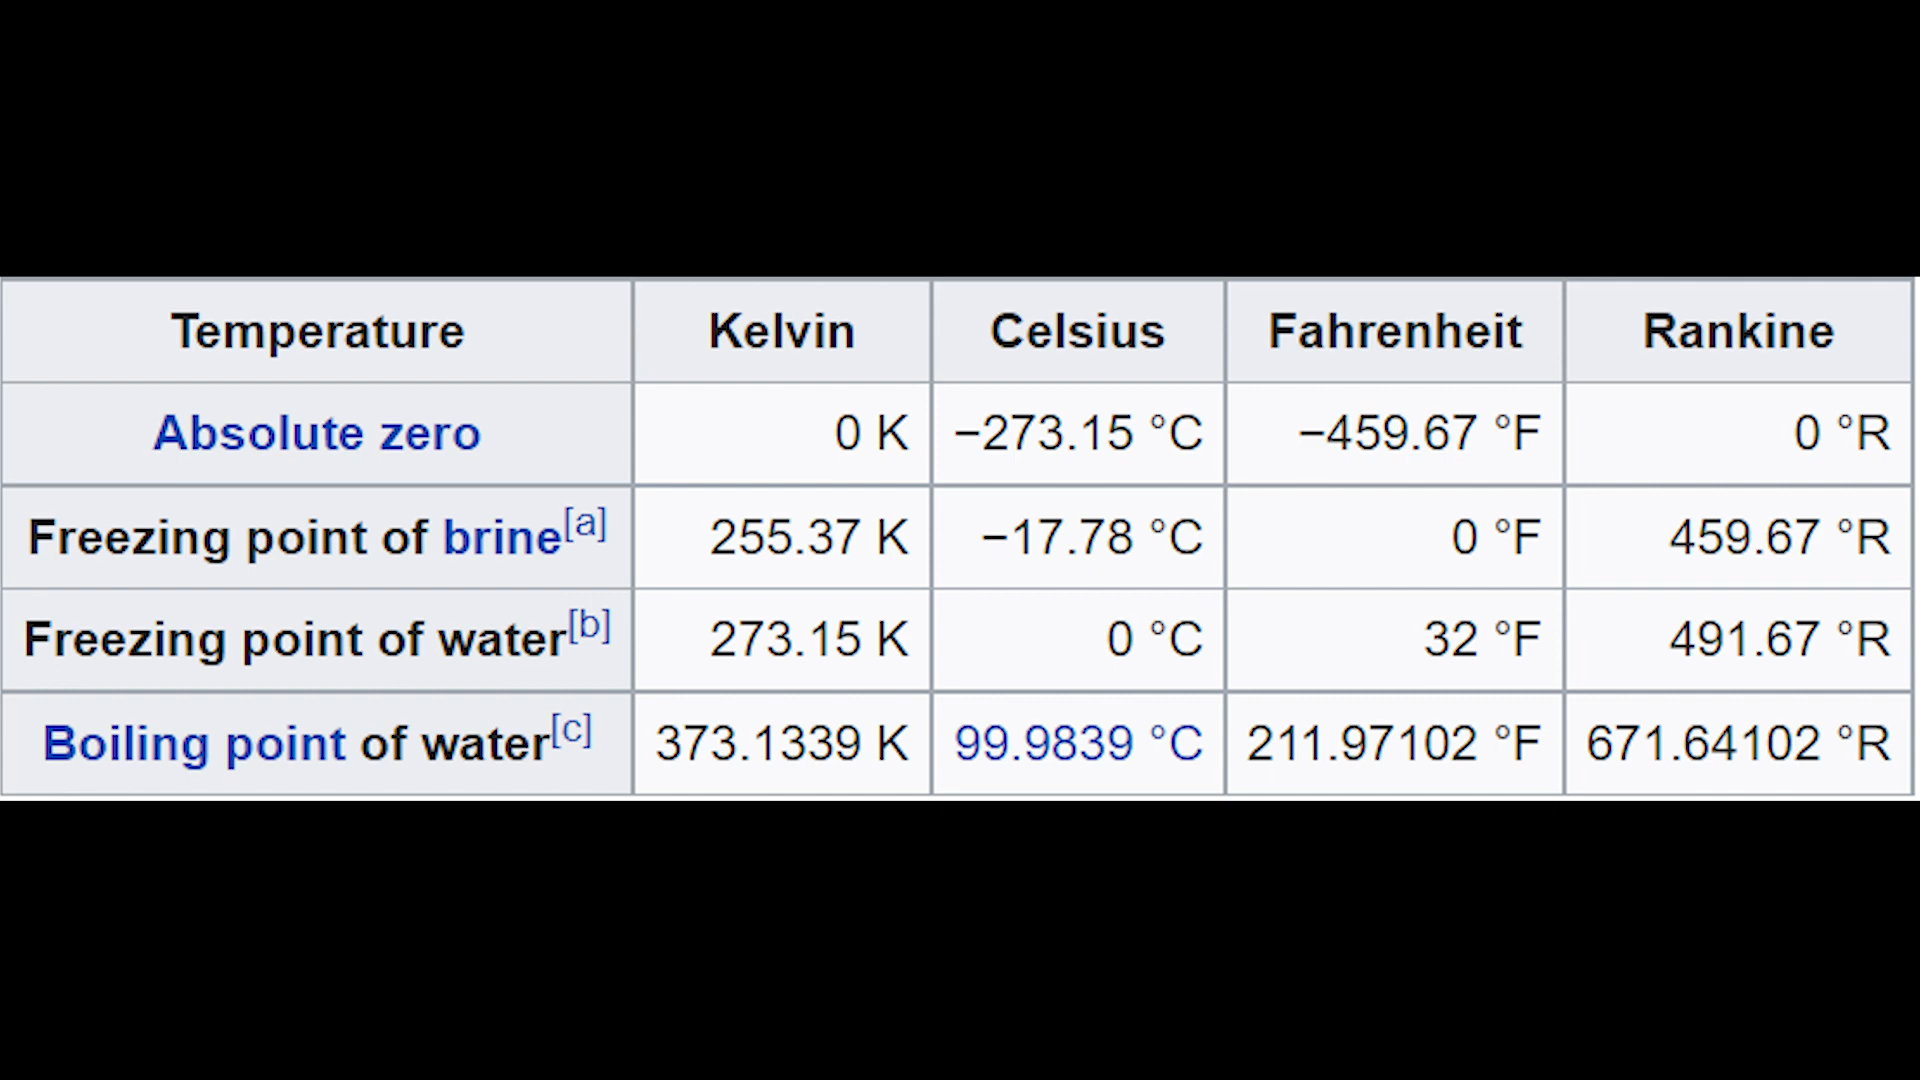 Temperature Kelvin Celsius Fahrenheit Rankine
Absolute zero 0 K −273.15 °C −459.67 °F 0 °R
Freezing point of brine[a] 255.37 K −17.78 °C 0 °F 459.67 °R
Freezing point of water[b] 273.15 K 0 °C 32 °F 491.67 °R
Boiling point of water[c] 373.1339 K 99.9839 °C 211.97102 °F 671.64102 °R